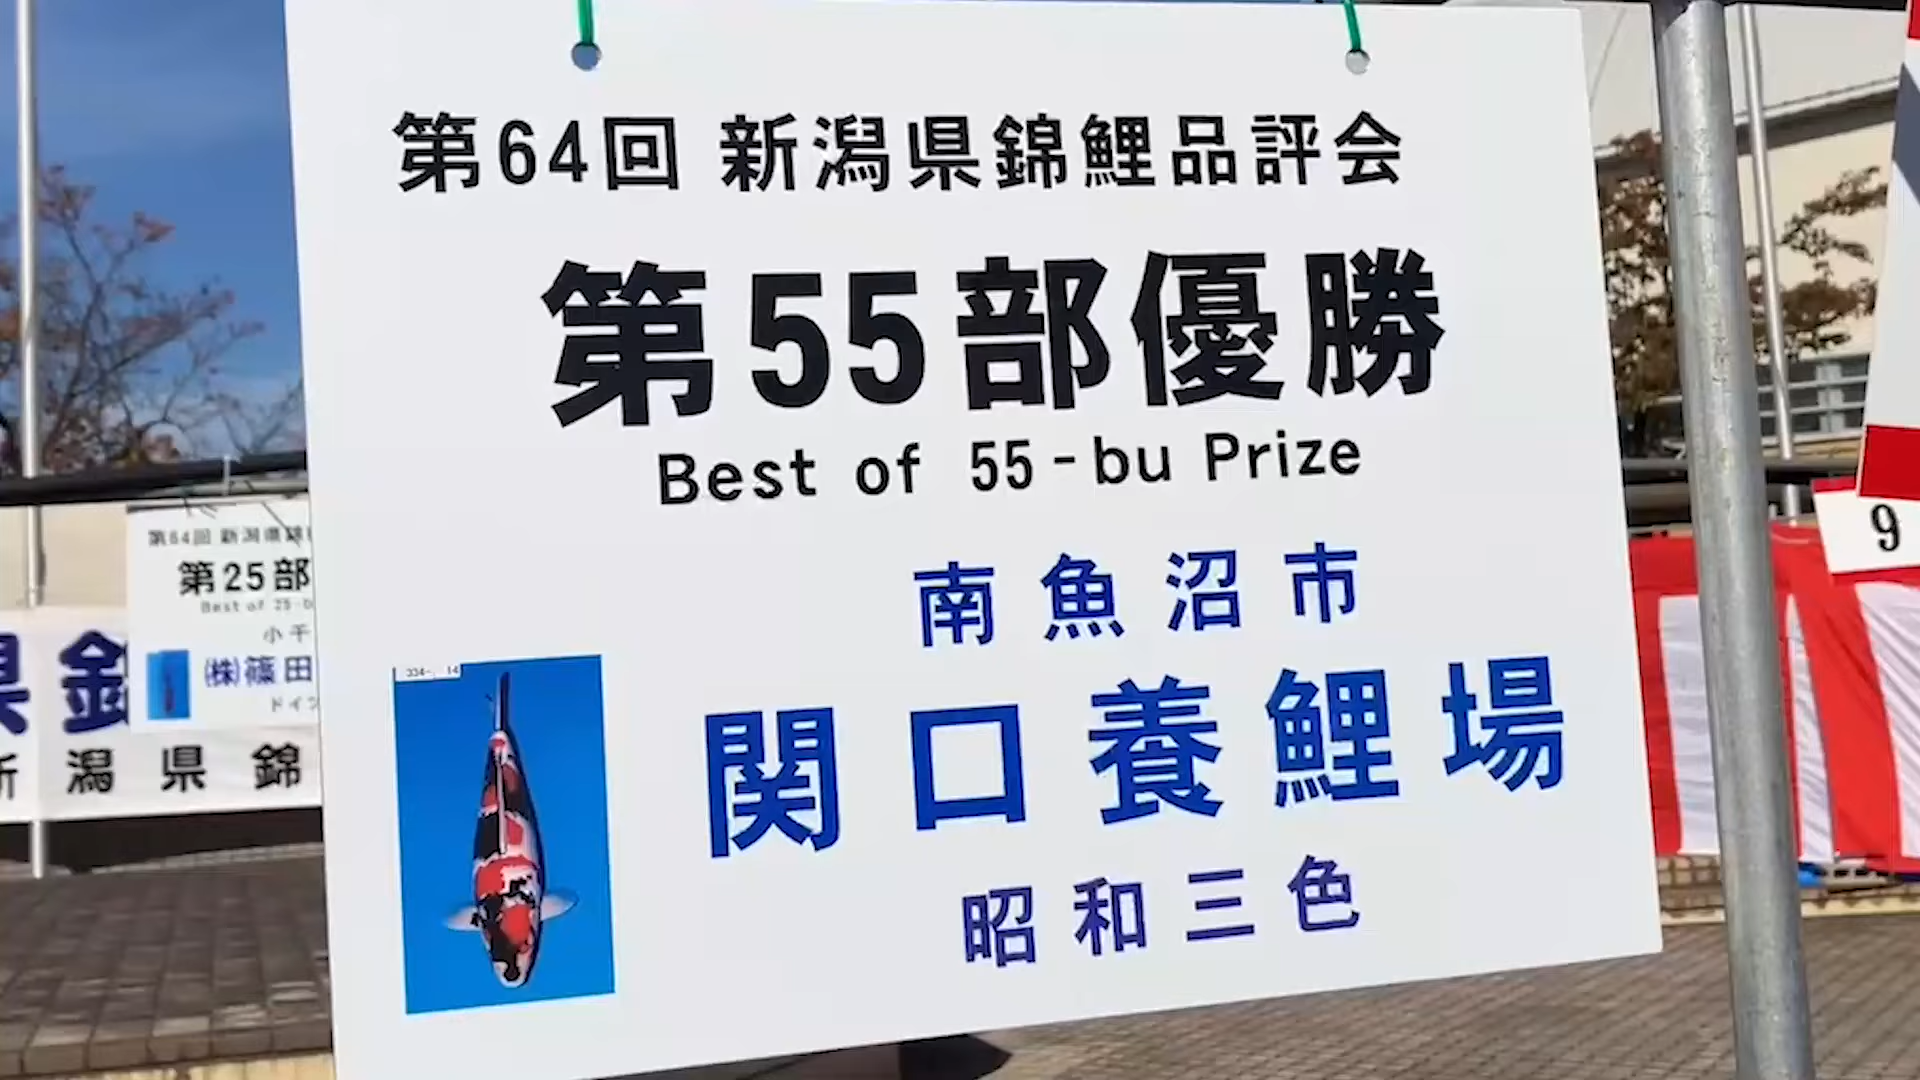 第64回 新潟県錦鯉品評会
第55部優勝
Best of 55-bu Prize
南魚沼市
関口養鯉場
昭和三色
第64回 新潟県錦
第25部
Best of 25-b
小千
㈱篠田
ドイツ
県錦
新潟県錦
9